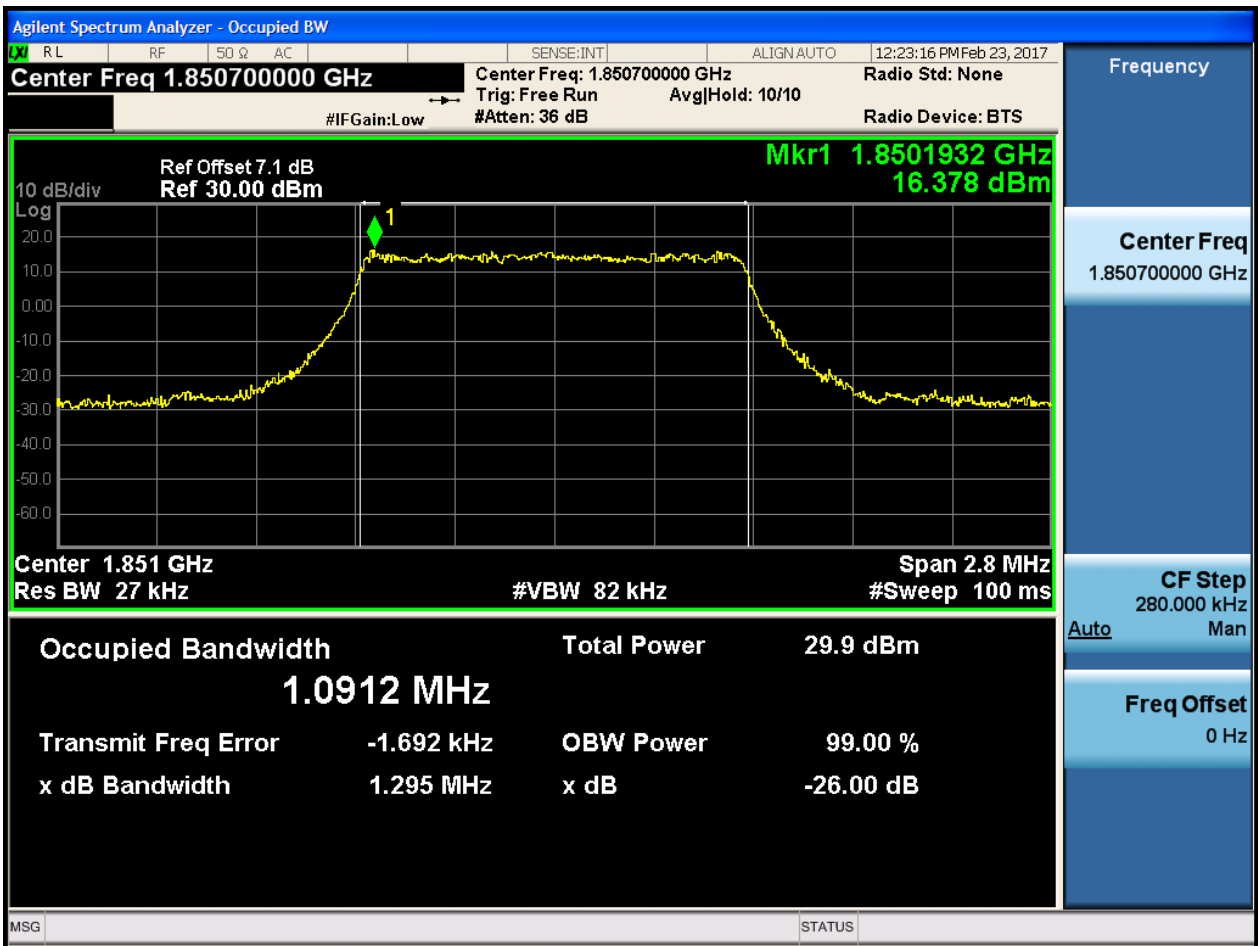 Agilent Spectrum Analyzer - Occupied BW
LXI RL RF 50 Ω AC SENSE:INT ALIGN AUTO 12:23:16 PM Feb 23, 2017
Center Freq 1.850700000 GHz
Center Freq: 1.850700000 GHz Radio Std: None
Trig: Free Run Avg|Hold: 10/10
#IFGain:Low #Atten: 36 dB Radio Device: BTS
Frequency
Mkr1 1.8501932 GHz
16.378 dBm
Ref Offset 7.1 dB
10 dB/div Ref 30.00 dBm
Log
1
20.0
10.0
0.00
-10.0
-20.0
-30.0
-40.0
-50.0
-60.0
Center Freq
1.850700000 GHz
Center 1.851 GHz Span 2.8 MHz
Res BW 27 kHz #VBW 82 kHz #Sweep 100 ms
CF Step
280.000 kHz
Auto Man
Occupied Bandwidth Total Power 29.9 dBm
1.0912 MHz
Transmit Freq Error -1.692 kHz OBW Power 99.00 %
x dB Bandwidth 1.295 MHz x dB -26.00 dB
Freq Offset
0 Hz
MSG STATUS